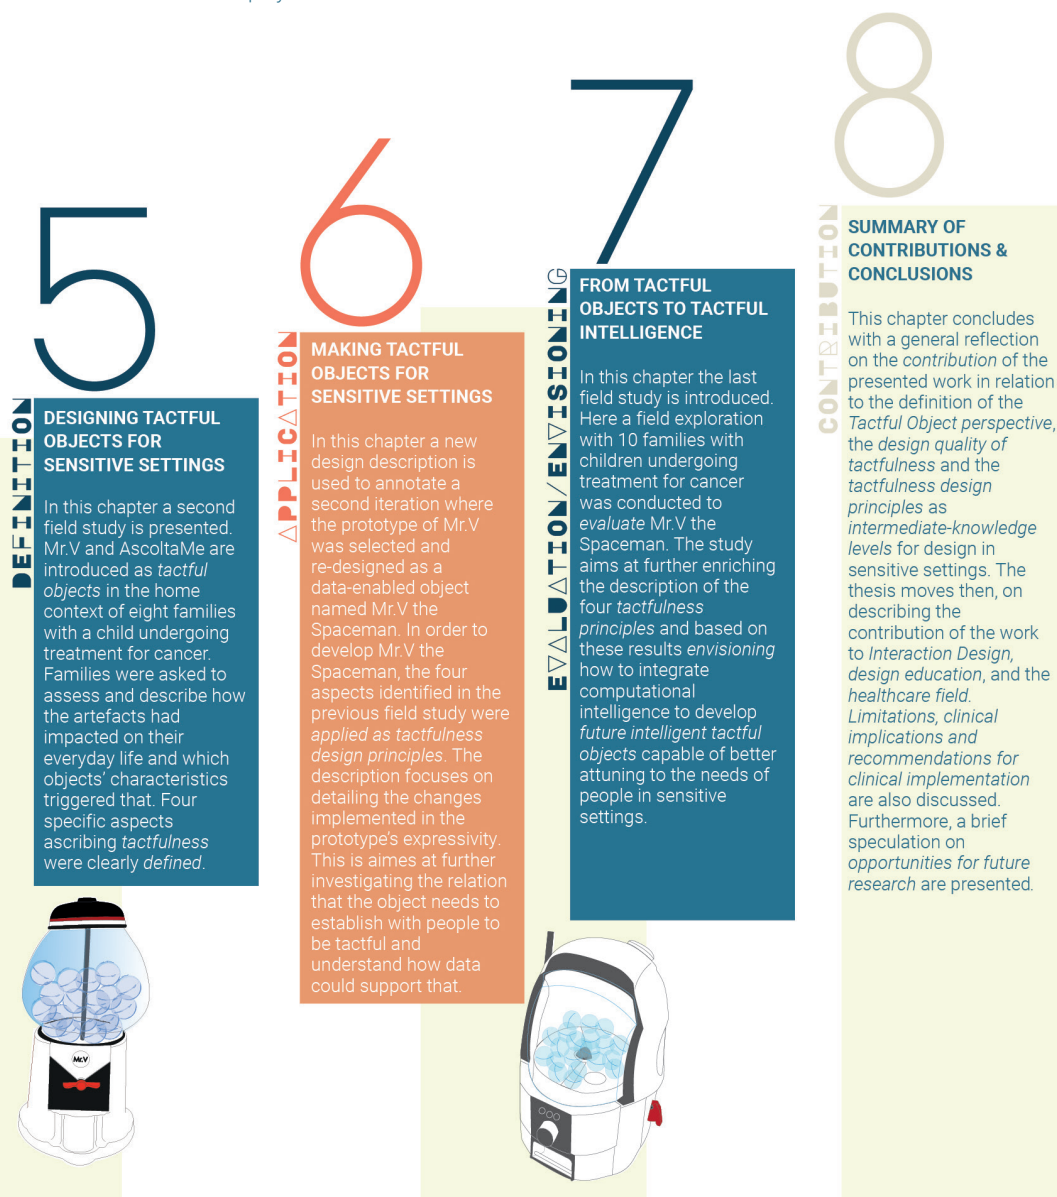 5
DEFINITION
DESIGNING TACTFUL
OBJECTS FOR
SENSITIVE SETTINGS
In this chapter a second
field study is presented.
Mr.V and AscoltaMe are
introduced as tactful
objects in the home
context of eight families
with a child undergoing
treatment for cancer.
Families were asked to
assess and describe how
the artefacts had
impacted on their
everyday life and which
objects' characteristics
triggered that. Four
specific aspects
ascribing tactfulness
were clearly defined.
Mr.V
6
APPLICATION
MAKING TACTFUL
OBJECTS FOR
SENSITIVE SETTINGS
In this chapter a new
design description is
used to annotate a
second iteration where
the prototype of Mr.V
was selected and
re-designed as a
data-enabled object
named Mr.V the
Spaceman. In order to
develop Mr.V the
Spaceman, the four
aspects identified in the
previous field study were
applied as tactfulness
design principles. The
description focuses on
detailing the changes
implemented in the
prototype's expressivity.
This is aimes at further
investigating the relation
that the object needs to
establish with people to
be tactful and
understand how data
could support that.
7
EVALUATION/ENVISIONING
FROM TACTFUL
OBJECTS TO TACTFUL
INTELLIGENCE
In this chapter the last
field study is introduced.
Here a field exploration
with 10 families with
children undergoing
treatment for cancer
was conducted to
evaluate Mr.V the
Spaceman. The study
aims at further enriching
the description of the
four tactfulness
principles and based on
these results envisioning
how to integrate
computational
intelligence to develop
future intelligent tactful
objects capable of better
attuning to the needs of
people in sensitive
settings.
8
CONTRIBUTION
SUMMARY OF
CONTRIBUTIONS &
CONCLUSIONS
This chapter concludes
with a general reflection
on the contribution of the
presented work in relation
to the definition of the
Tactful Object perspective,
the design quality of
tactfulness and the
tactfulness design
principles as
intermediate-knowledge
levels for design in
sensitive settings. The
thesis moves then, on
describing the
contribution of the work
to Interaction Design,
design education, and the
healthcare field.
Limitations, clinical
implications and
recommendations for
clinical implementation
are also discussed.
Furthermore, a brief
speculation on
opportunities for future
research are presented.